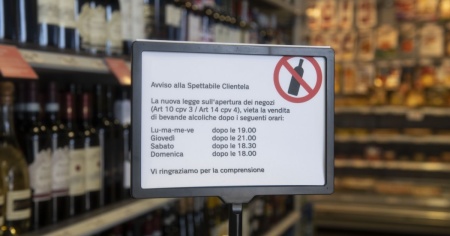 Avviso alla Spettabile Clientela
La nuova legge sull'apertura dei negozi
(Art 10 cpv 3 / Art 14 cpv 4), vieta la vendita
di bevande alcoliche dopo i seguenti orari:
Lu-ma-me-ve dopo le 19.00
Giovedì dopo le 21.00
Sabato dopo le 18.30
Domenica dopo le 18.00
Vi ringraziamo per la comprensione